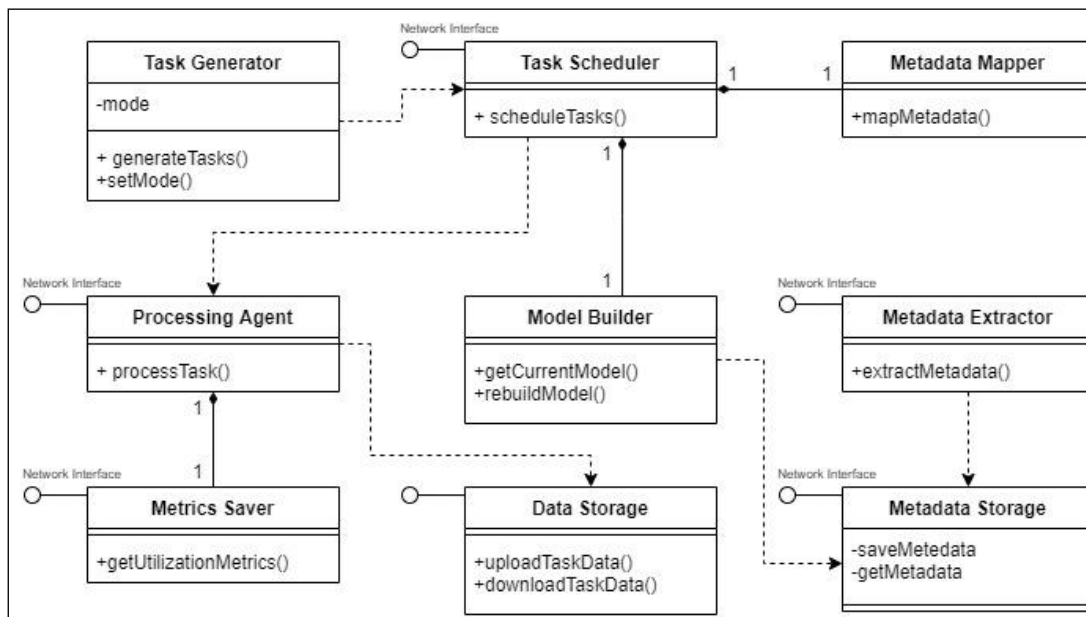 Network Interface
Task Generator
-mode
+ generateTasks()
+setMode()
Task Scheduler
+ scheduleTasks()
1
1
Metadata Mapper
+mapMetadata()
1
1
Network Interface
Processing Agent
+ processTask()
1
1
Model Builder
+getCurrentModel()
+rebuildModel()
Network Interface
Metadata Extractor
+extractMetadata()
Network Interface
Metrics Saver
+getUtilizationMetrics()
Network Interface
Data Storage
+uploadTaskData()
+downloadTaskData()
Network Interface
Metadata Storage
-saveMetedata
-getMetadata